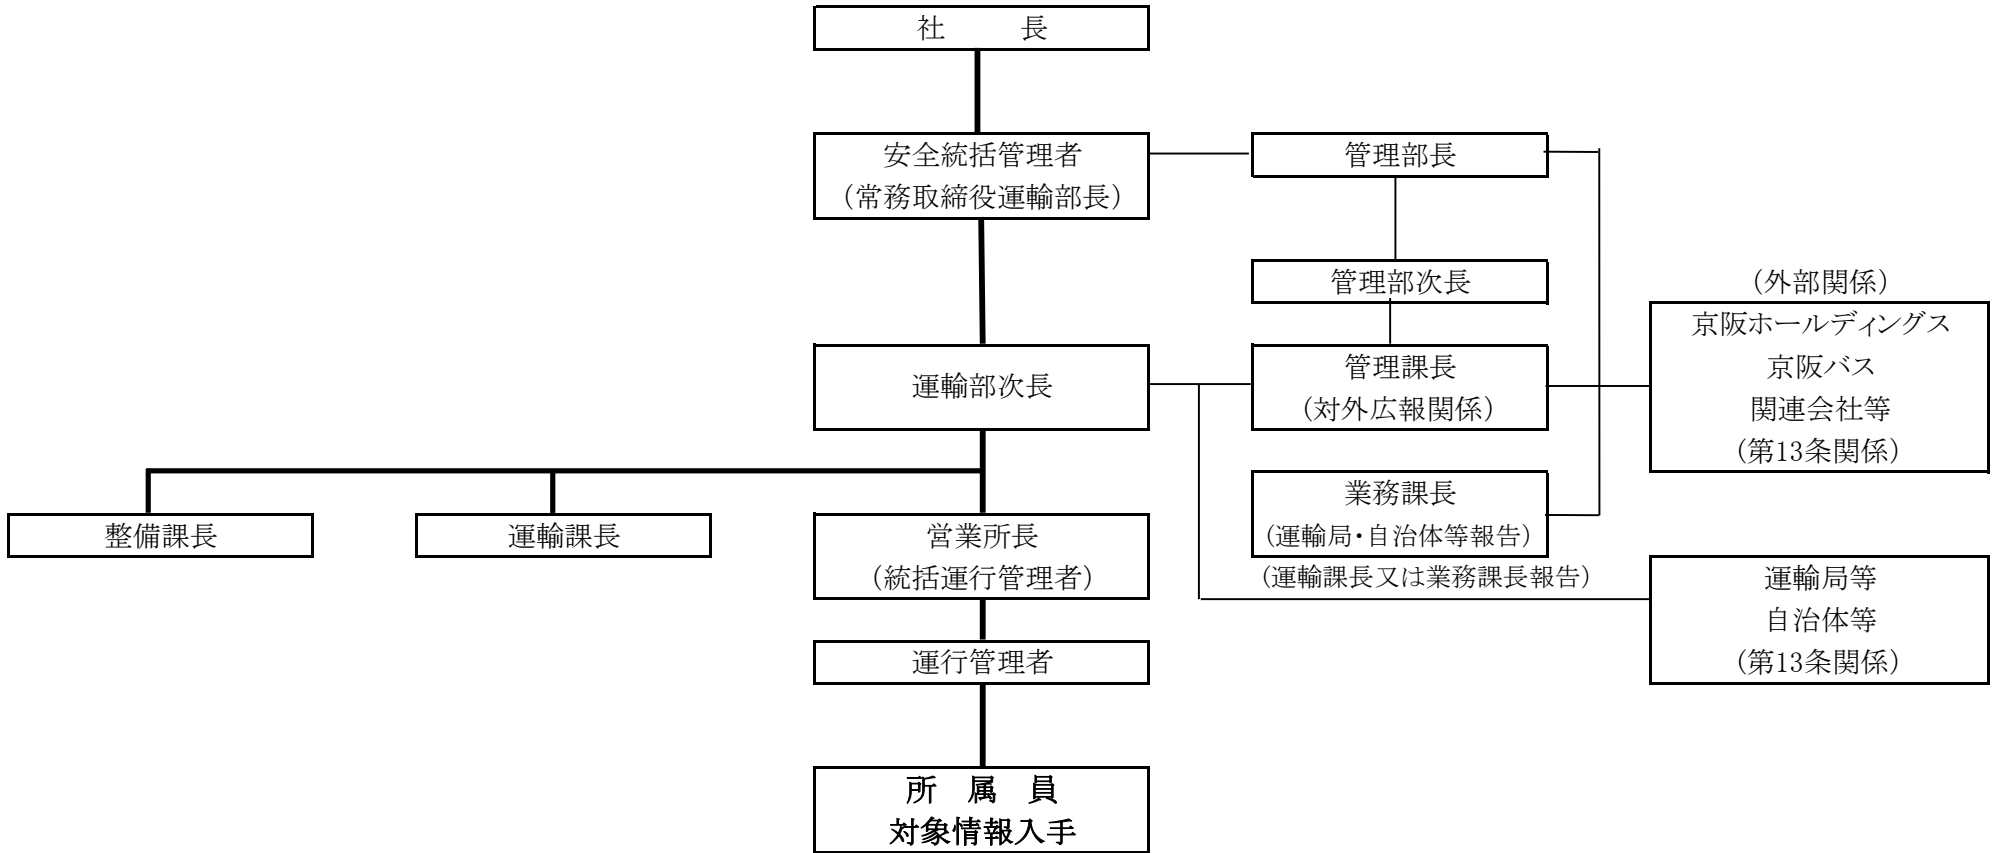 社　　　長
安全統括管理者
（常務取締役運輸部長）
管理部長
管理部次長
（外部関係）
京阪ホールディングス
京阪バス
関連会社等
（第13条関係）
運輸部次長
管理課長
（対外広報関係）
業務課長
（運輸局・自治体等報告）
（運輸課長又は業務課長報告）
整備課長
運輸課長
営業所長
（統括運行管理者）
運輸局等
自治体等
（第13条関係）
運行管理者
所　属　員
対象情報入手